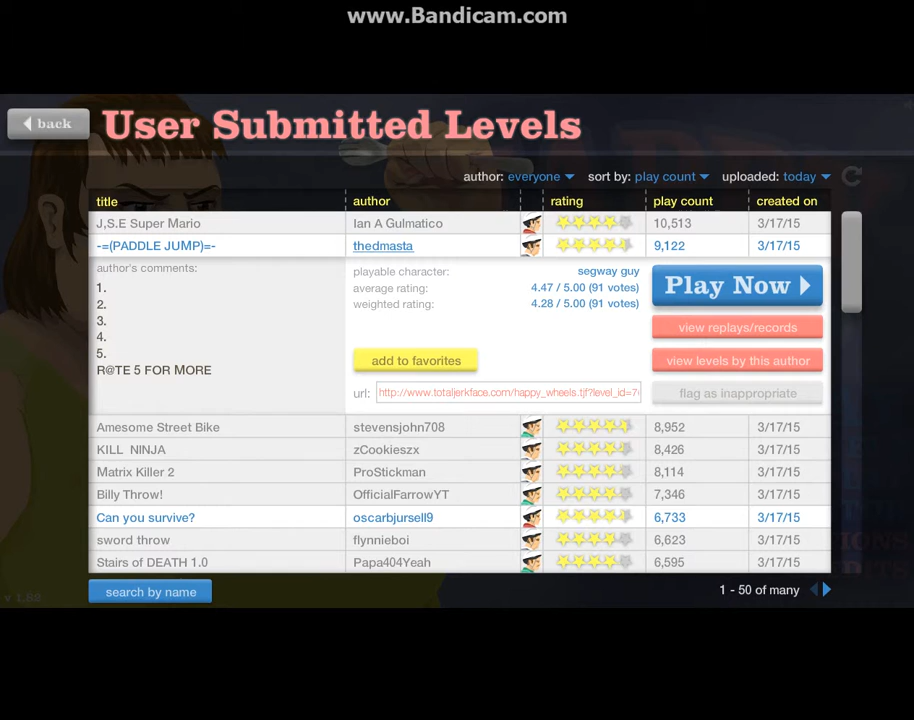 www.Bandicam.com
back
User Submitted Levels
author: everyone sort by: play count uploaded: today
title author rating play count created on
J,S.E Super Mario Ian A Gulmatico 10,513 3/17/15
-=(PADDLE JUMP)=- thedmasta 9,122 3/17/15
author's comments:
1.
2.
3.
4.
5.
R@TE 5 FOR MORE
playable character: segway guy
average rating: 4.47 / 5.00 (91 votes)
weighted rating: 4.28 / 5.00 (91 votes)
add to favorites
url: http://www.totaljerkface.com/happy_wheels.tjf?level_id=7
Play Now
view replays/records
view levels by this author
flag as inappropriate
Amesome Street Bike stevensjohn708 8,952 3/17/15
KILL NINJA zCookieszx 8,426 3/17/15
Matrix Killer 2 ProStickman 8,114 3/17/15
Billy Throw! OfficialFarrowYT 7,346 3/17/15
Can you survive? oscarbjursell9 6,733 3/17/15
sword throw flynnieboi 6,623 3/17/15
Stairs of DEATH 1.0 Papa404Yeah 6,595 3/17/15
search by name
1 - 50 of many